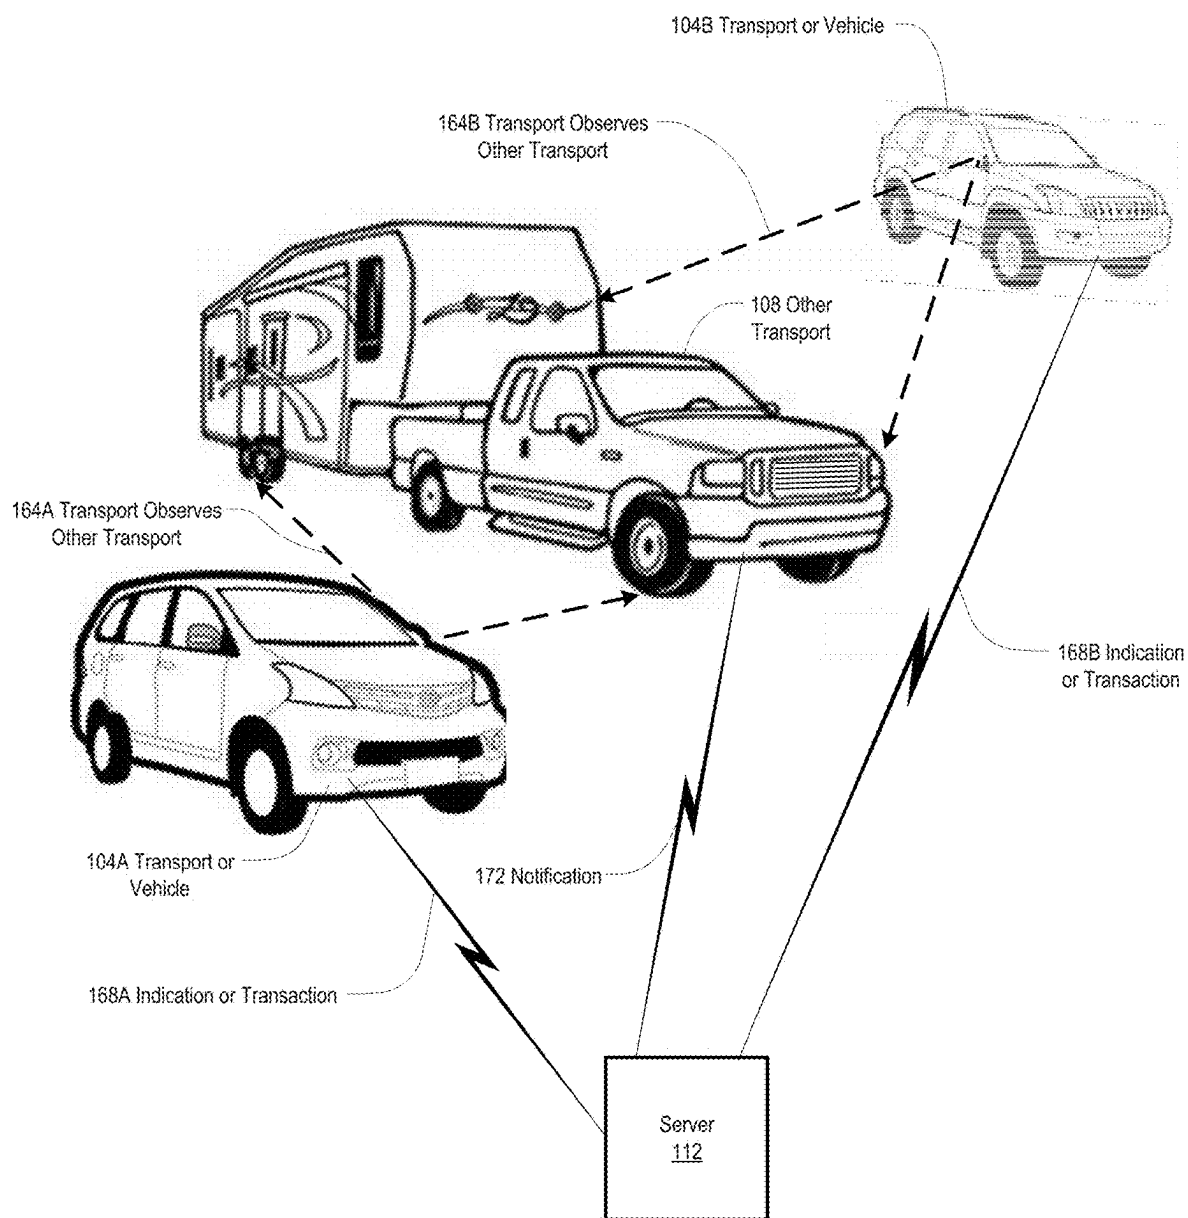 104B Transport or Vehicle
164B Transport Observes
Other Transport
108 Other
Transport
164A Transport Observes
Other Transport
168B Indication
or Transaction
104A Transport or
Vehicle
172 Notification
168A Indication or Transaction
Server
112